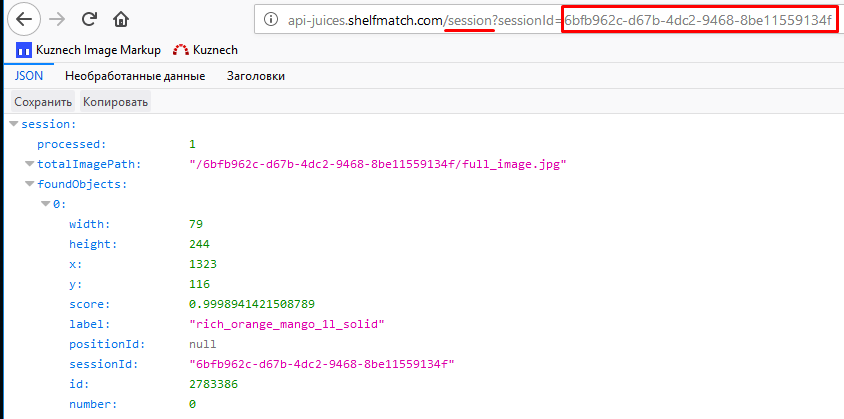 api-juices.shelfmatch.com/session?sessionId=6bfb962c-d67b-4dc2-9468-8be11559134f
Kuznech Image Markup Kuznech
JSON Необработанные данные Заголовки
Сохранить Копировать
session:
processed: 1
totalImagePath: "/6bfb962c-d67b-4dc2-9468-8be11559134f/full_image.jpg"
foundObjects:
0:
width: 79
height: 244
x: 1323
y: 116
score: 0.9998941421508789
label: "rich_orange_mango_1l_solid"
positionId: null
sessionId: "6bfb962c-d67b-4dc2-9468-8be11559134f"
id: 2783386
number: 0